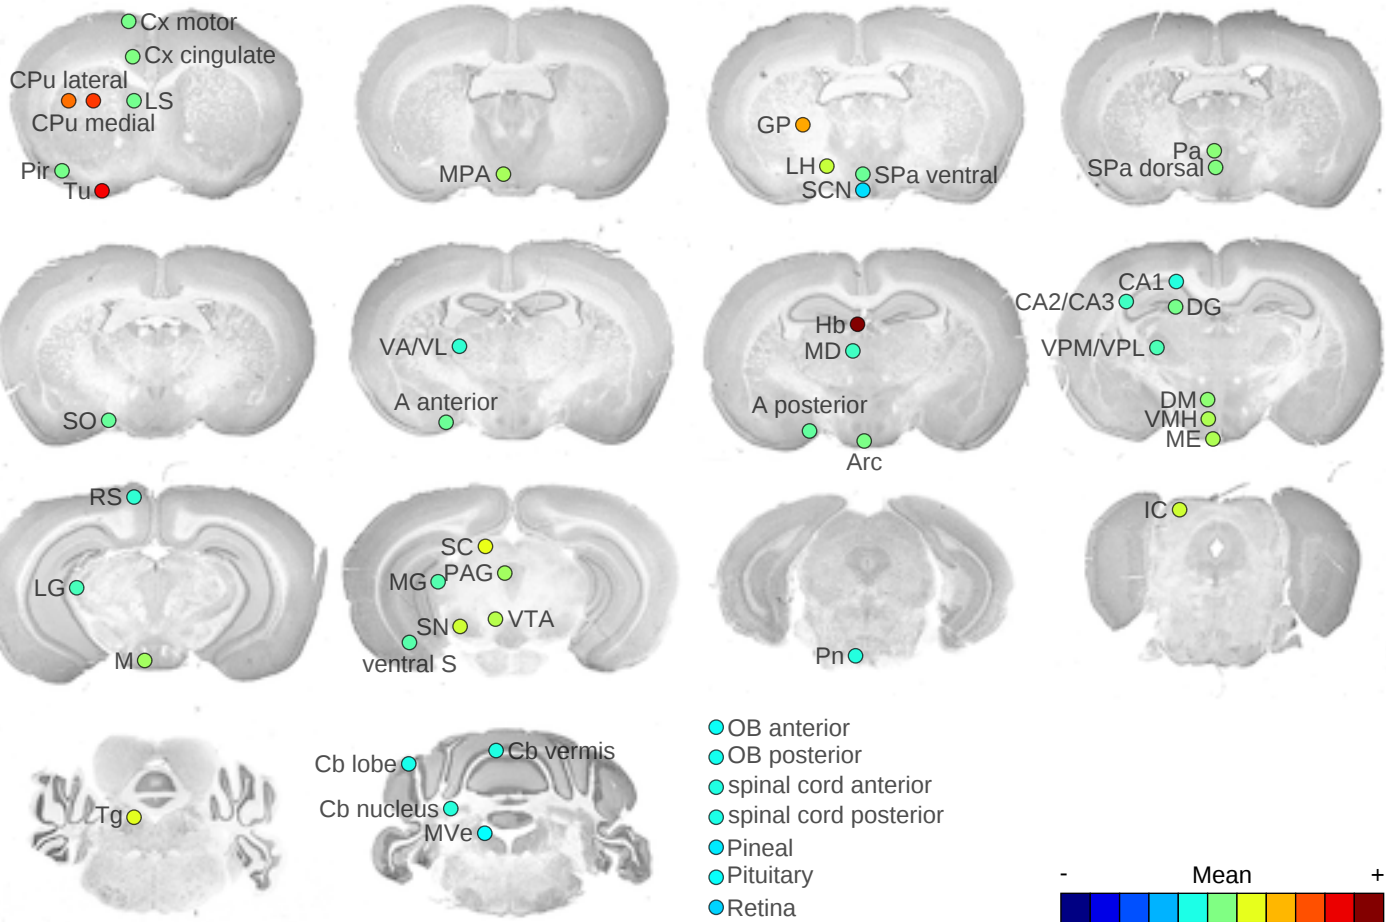 Cx motor
Cx cingulate
CPu lateral
LS
CPu medial
Pir
Tu
MPA
GP
LH
SPa ventral
SCN
Pa
SPa dorsal
SO
VA/VL
A anterior
Hb
MD
A posterior
Arc
CA1
CA2/CA3
DG
VPM/VPL
DM
VMH
ME
RS
LG
M
SC
PAG
MG
SN
VTA
ventral S
Pn
IC
Tg
Cb lobe
Cb vermis
Cb nucleus
MVe
OB anterior
OB posterior
spinal cord anterior
spinal cord posterior
Pineal
Pituitary
Retina
- Mean +